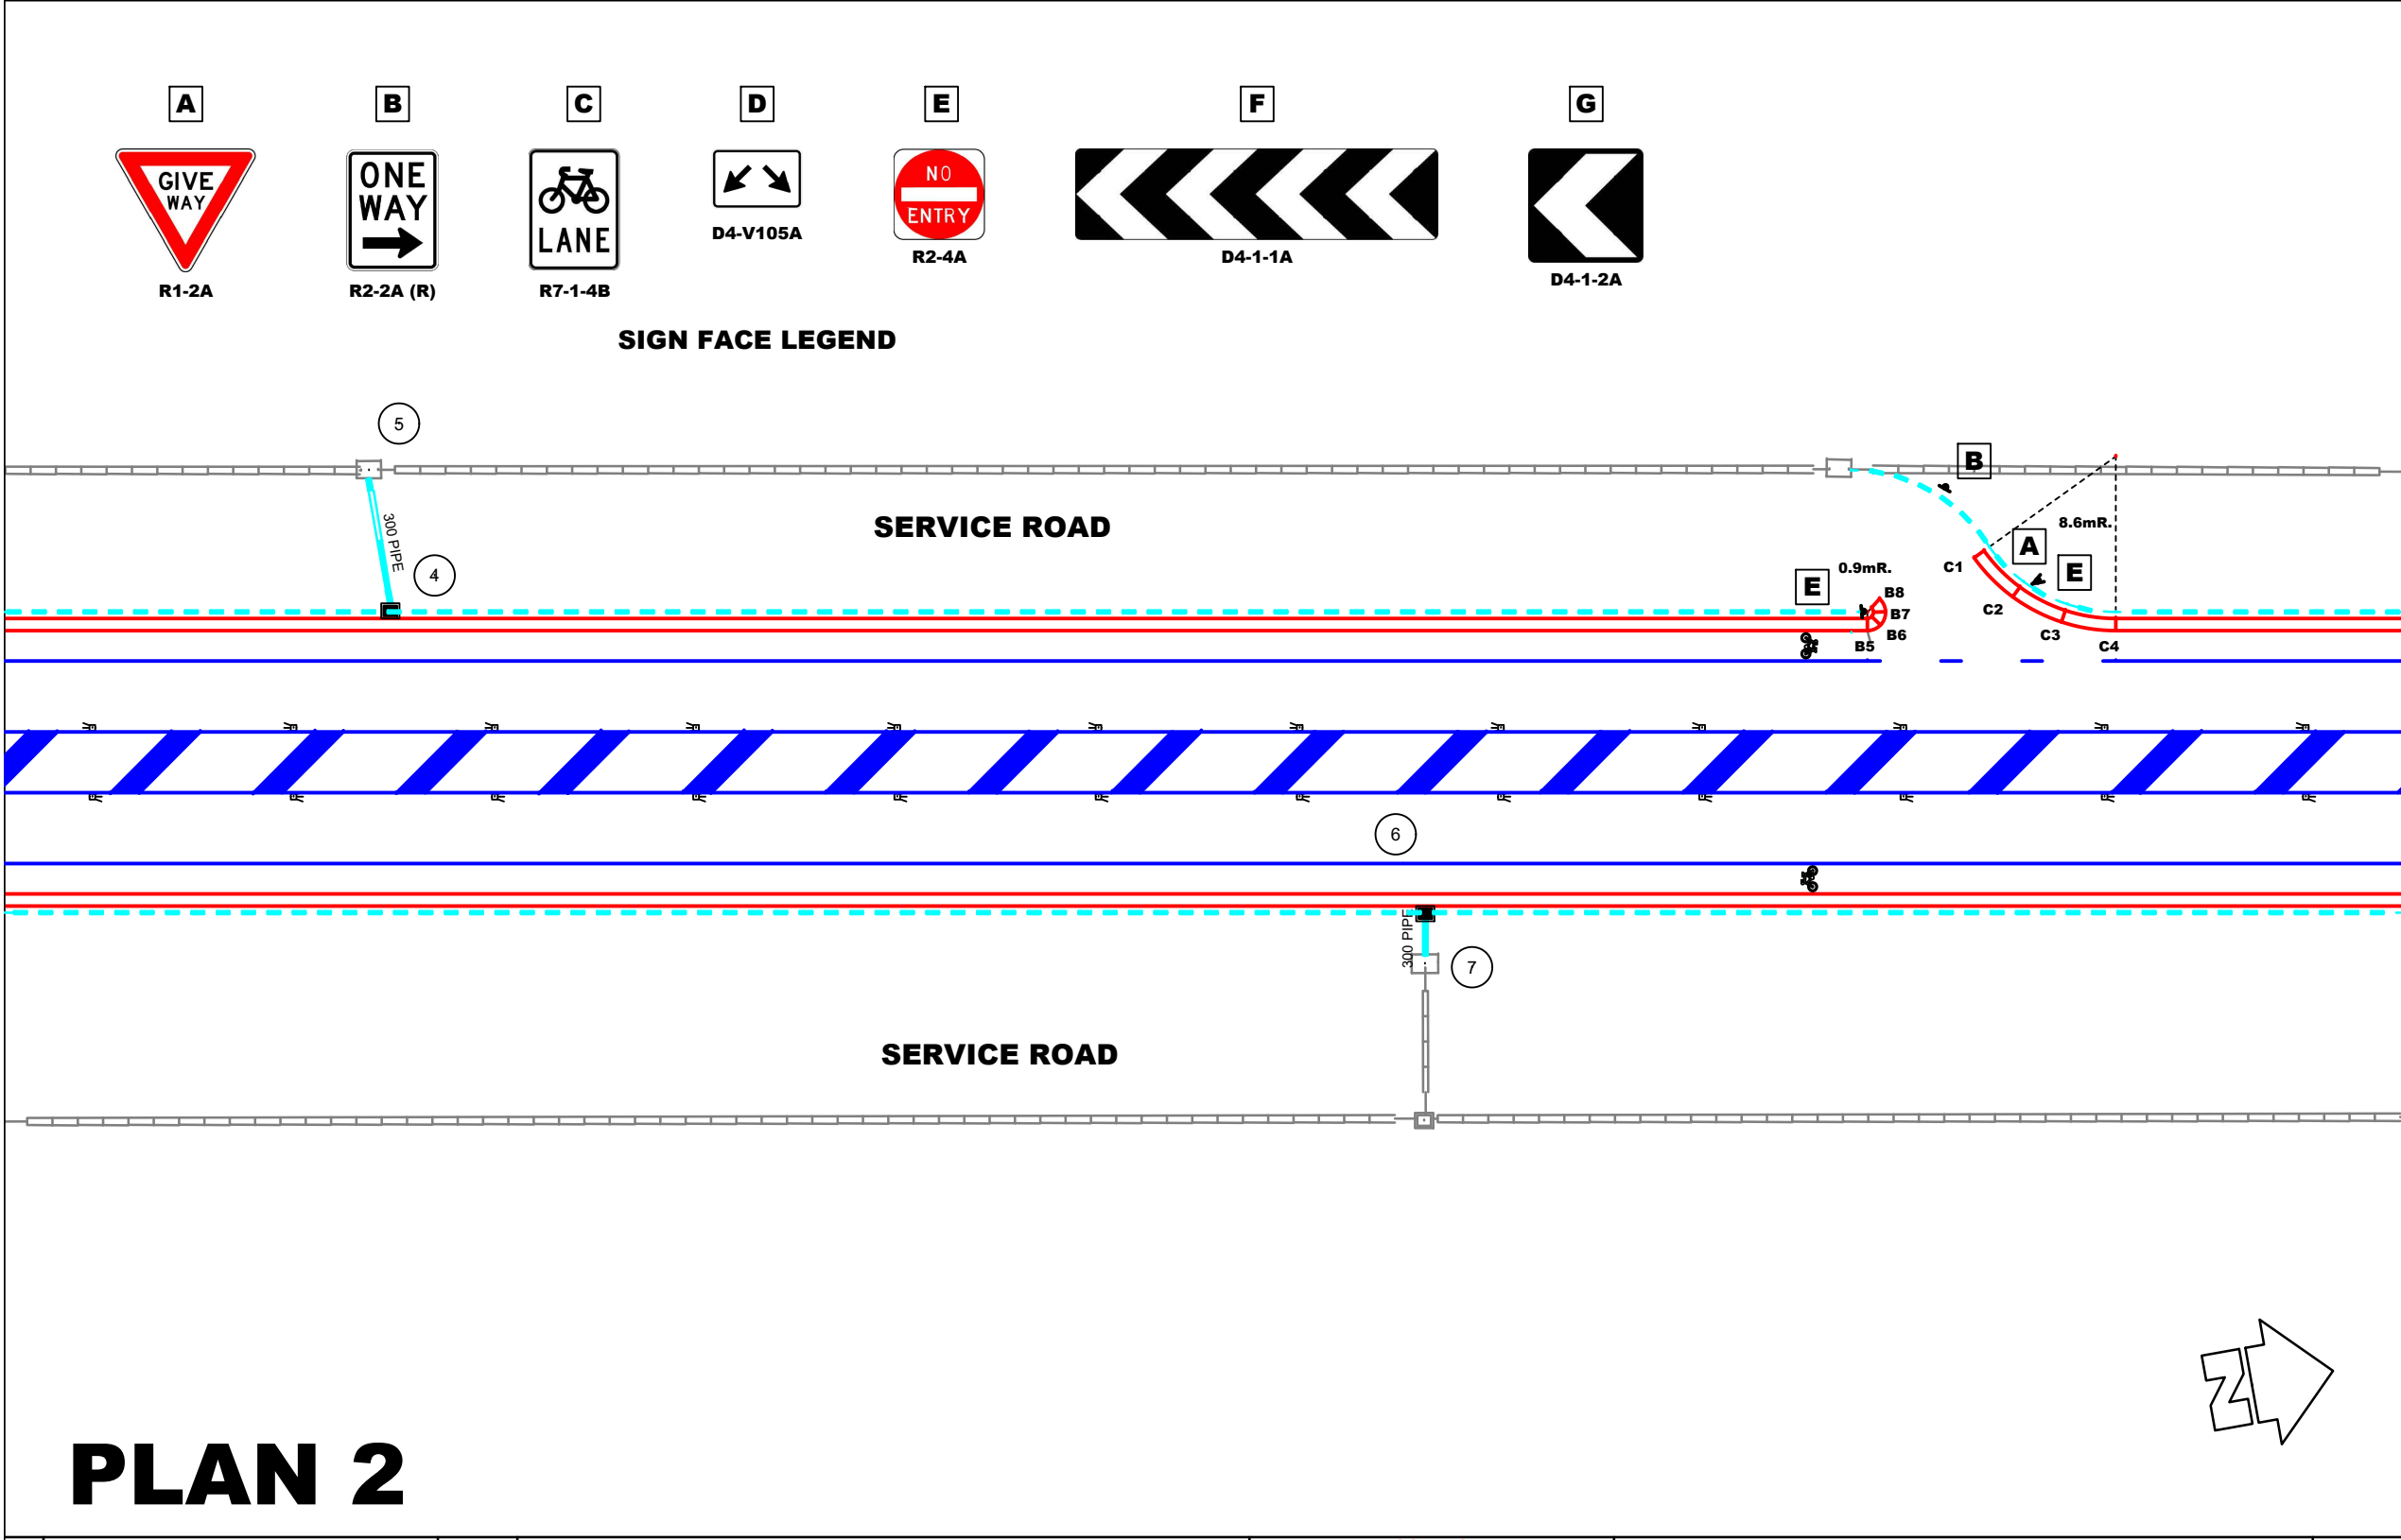 A B C D E F G
GIVE
WAY
ONE
WAY
LANE
NO
ENTRY
R1-2A
R2-2A (R)
R7-1-4B
D4-V105A
R2-4A
D4-1-1A
D4-1-2A
SIGN FACE LEGEND
5
B
300 PIPE
SERVICE ROAD
8.6mR.
A
E
4
E
0.9mR.
C1
B8
B7
B6
B5
C2
C3
C4
6
300 PIPE
7
SERVICE ROAD
N
PLAN 2